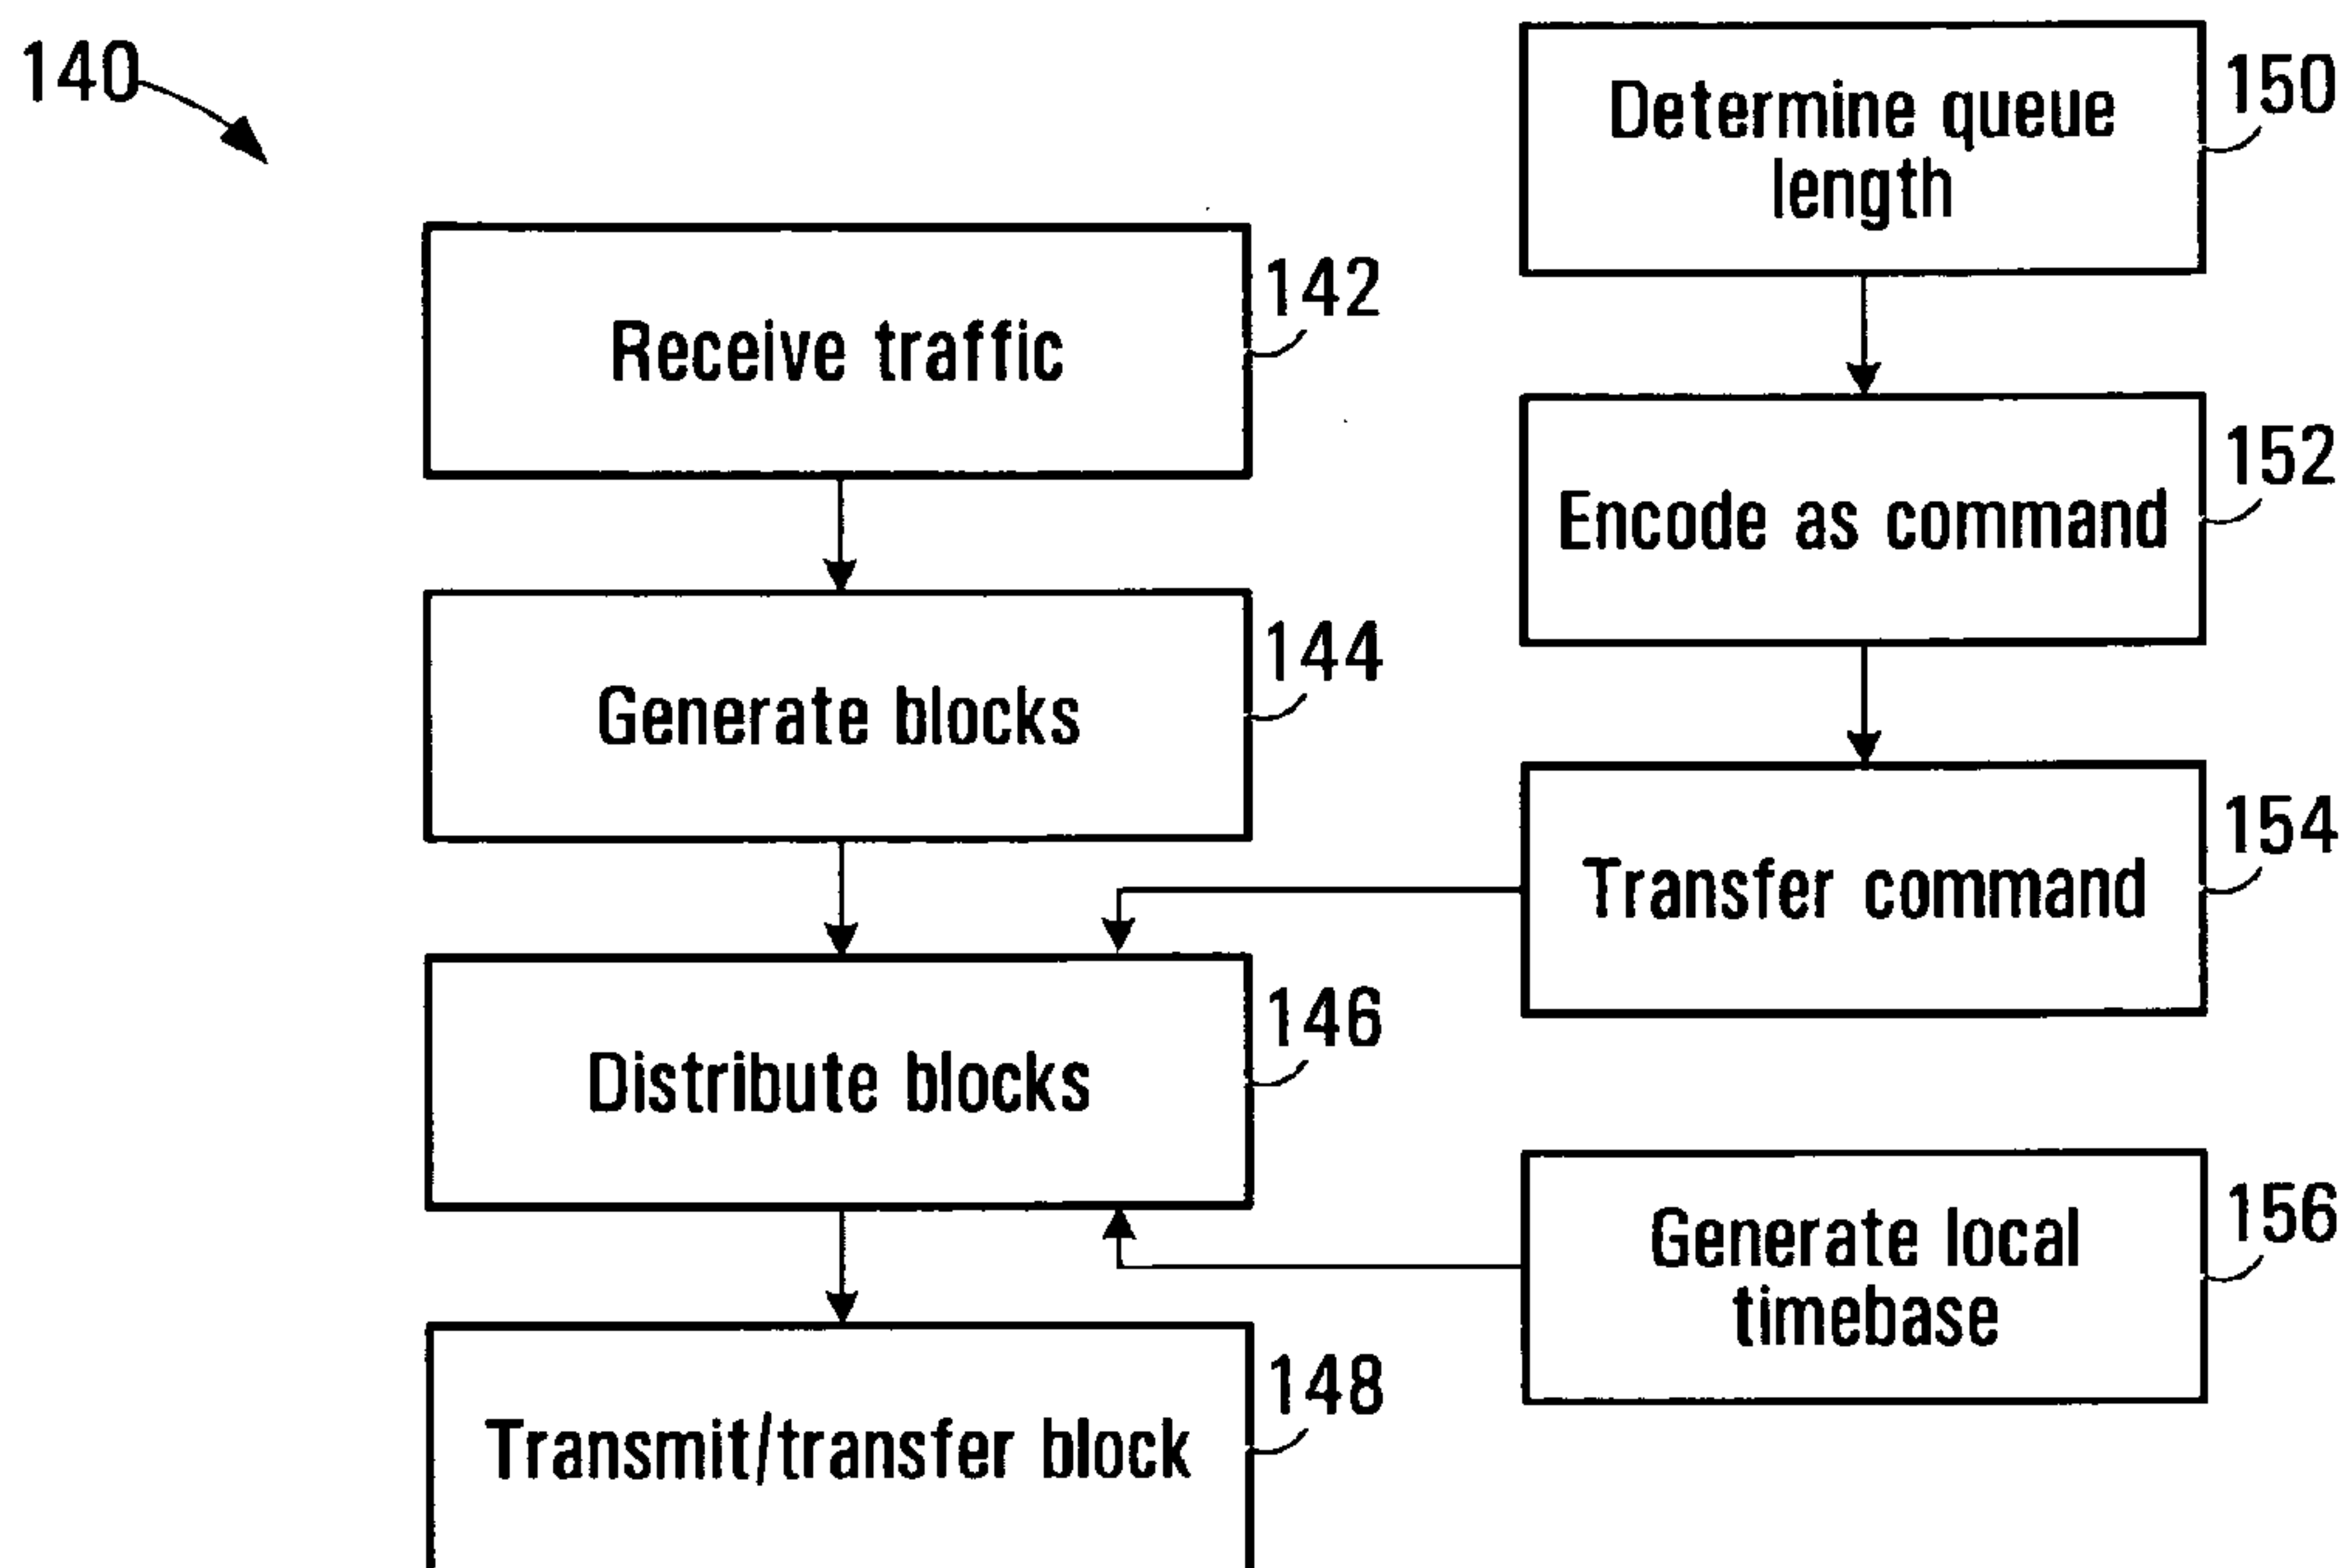 140
Receive traffic
142
Generate blocks
144
Distribute blocks
146
Transmit/transfer block
148
Determine queue
length
150
Encode as command
152
Transfer command
154
Generate local
timebase
156